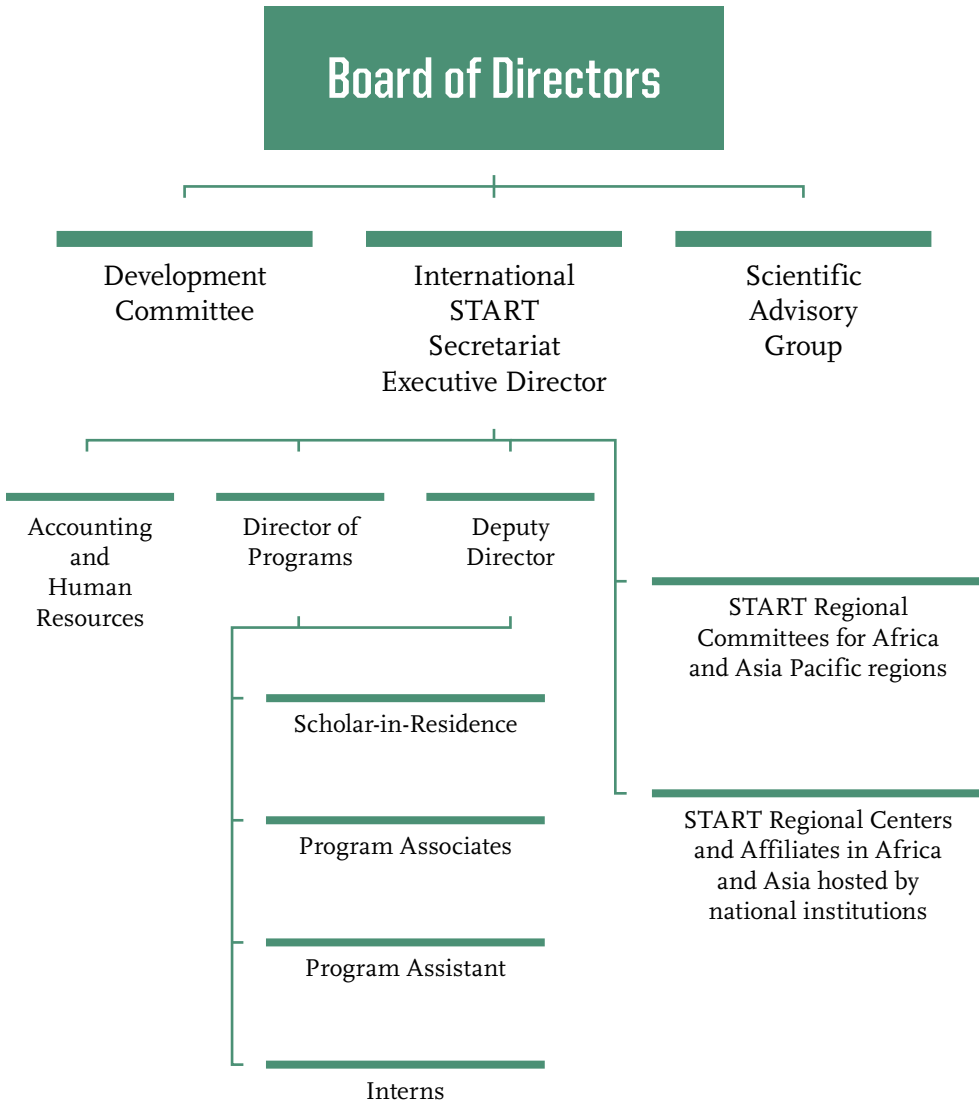 Board of Directors
Development
Committee
International
START
Secretariat
Executive Director
Scientific
Advisory
Group
Accounting
and
Human
Resources
Director of
Programs
Deputy
Director
START Regional
Committees for Africa
and Asia Pacific regions
Scholar-in-Residence
Program Associates
START Regional Centers
and Affiliates in Africa
and Asia hosted by
national institutions
Program Assistant
Interns